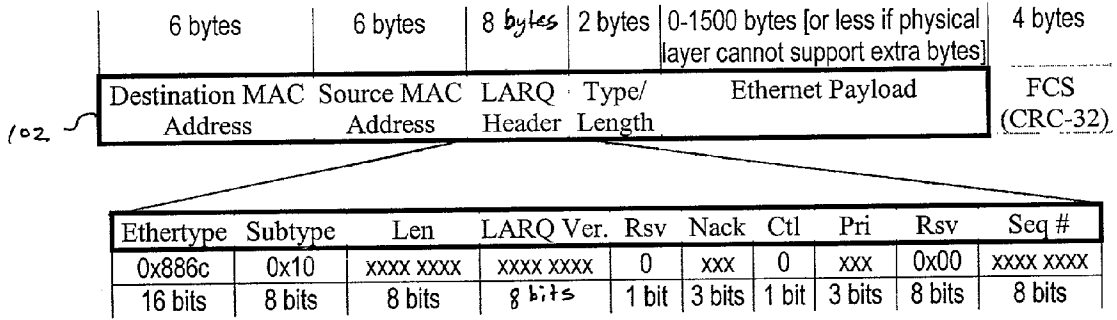 6 bytes 6 bytes 8 bytes 2 bytes 0-1500 bytes [or less if physical layer cannot support extra bytes] 4 bytes
Destination MAC Address Source MAC Address LARQ Header Type/ Length Ethernet Payload FCS (CRC-32)
102
Ethertype Subtype Len LARQ Ver. Rsv Nack Ctl Pri Rsv Seq #
0x886c 0x10 xxxx xxxx xxxx xxxx 0 xxx 0 xxx 0x00 xxxx xxxx
16 bits 8 bits 8 bits 8 bits 1 bit 3 bits 1 bit 3 bits 8 bits 8 bits